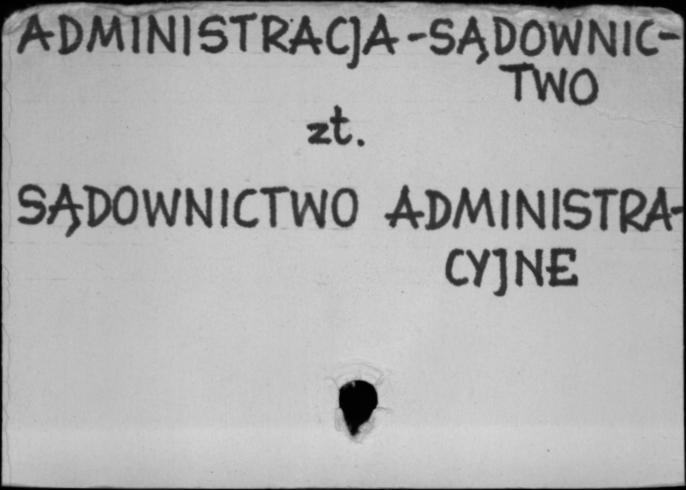 ADMINISTRACJA-SĄDOWNIC-
TWO
zt.
SĄDOWNICTWO ADMINISTRA-
CYJNE